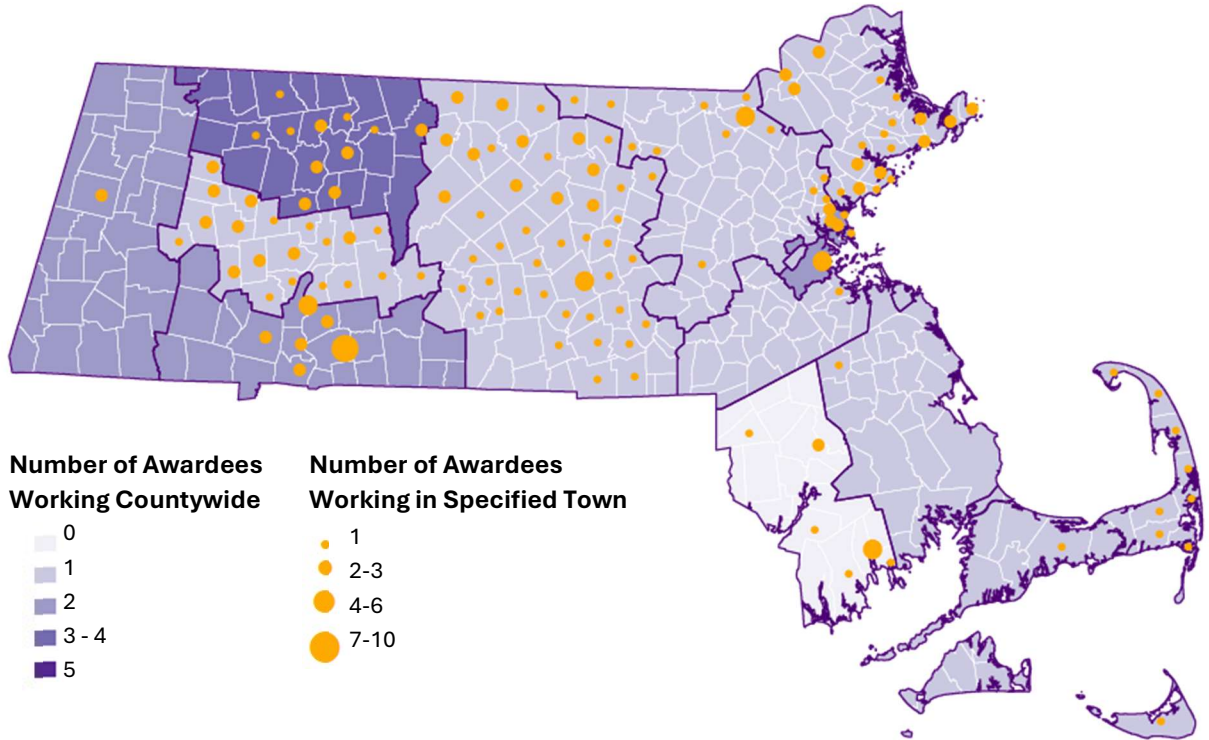 Number of Awardees
Working Countywide
0
1
2
3 - 4
5
Number of Awardees
Working in Specified Town
1
2-3
4-6
7-10